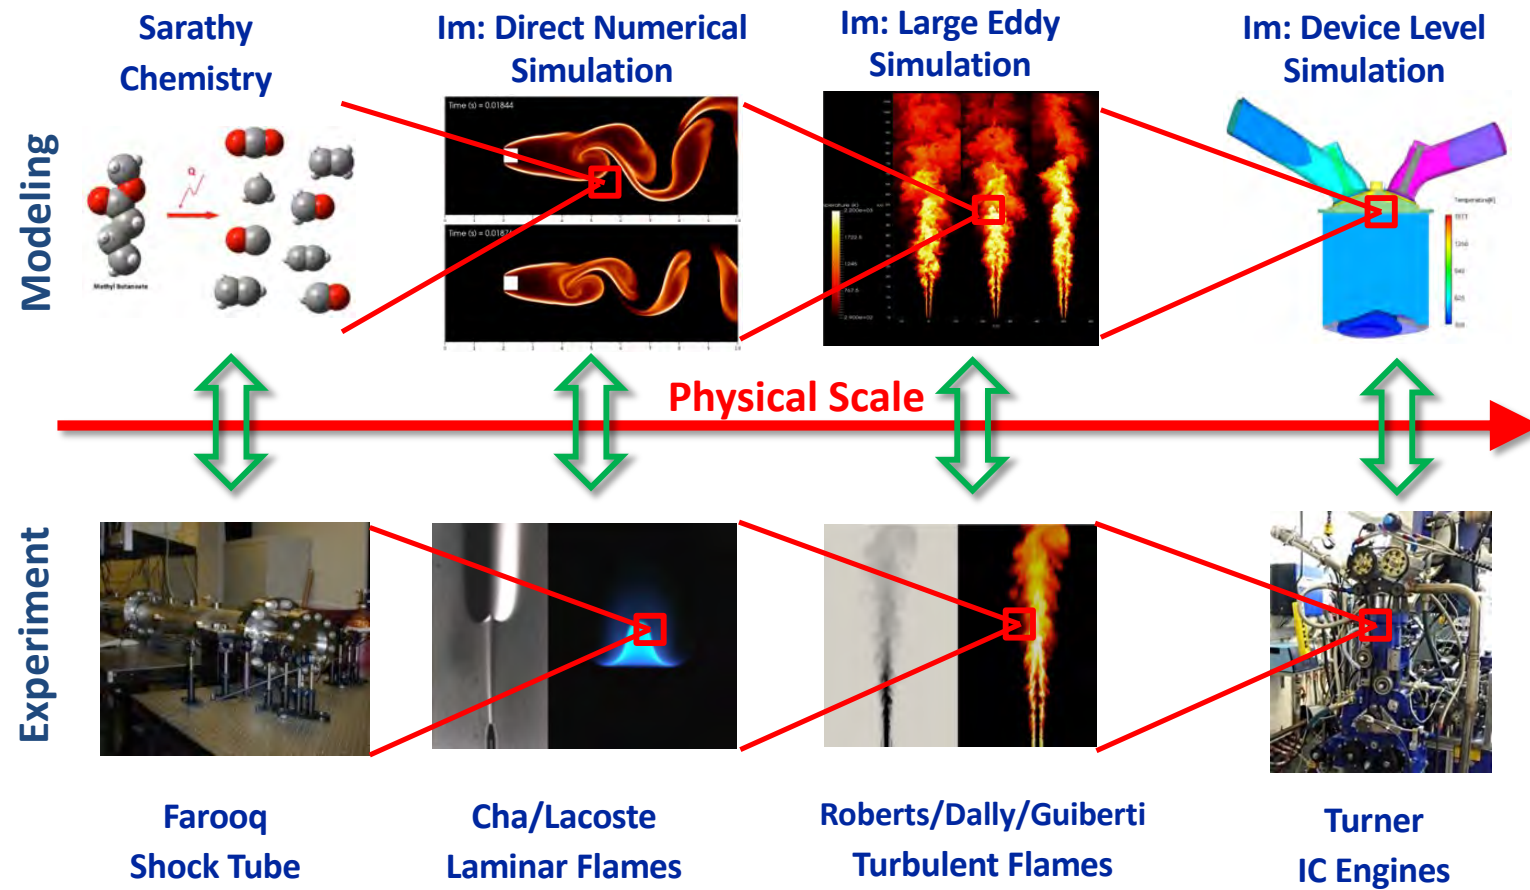 Sarathy
Chemistry
Im: Direct Numerical
Simulation
Im: Large Eddy
Simulation
Im: Device Level
Simulation
Modeling
Q
Methyl Butanoate
Time (s) = 0.01844
Physical Scale
Experiment
Farooq
Shock Tube
Cha/Lacoste
Laminar Flames
Roberts/Dally/Guiberti
Turbulent Flames
Turner
IC Engines